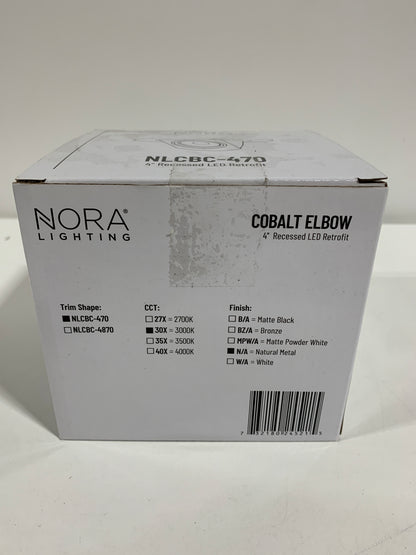 NORA
NLCBC-470
4" Recessed LED Retrofit
NORA®
LIGHTING
COBALT ELBOW
4" Recessed LED Retrofit
Trim Shape:
NLCBC-470
NLCBC-4870
CCT:
27X = 2700K
30X = 3000K
35X = 3500K
40X = 4000K
Finish:
B/A = Matte Black
BZ/A = Bronze
MPW/A = Matte Powder White
N/A = Natural Metal
W/A = White